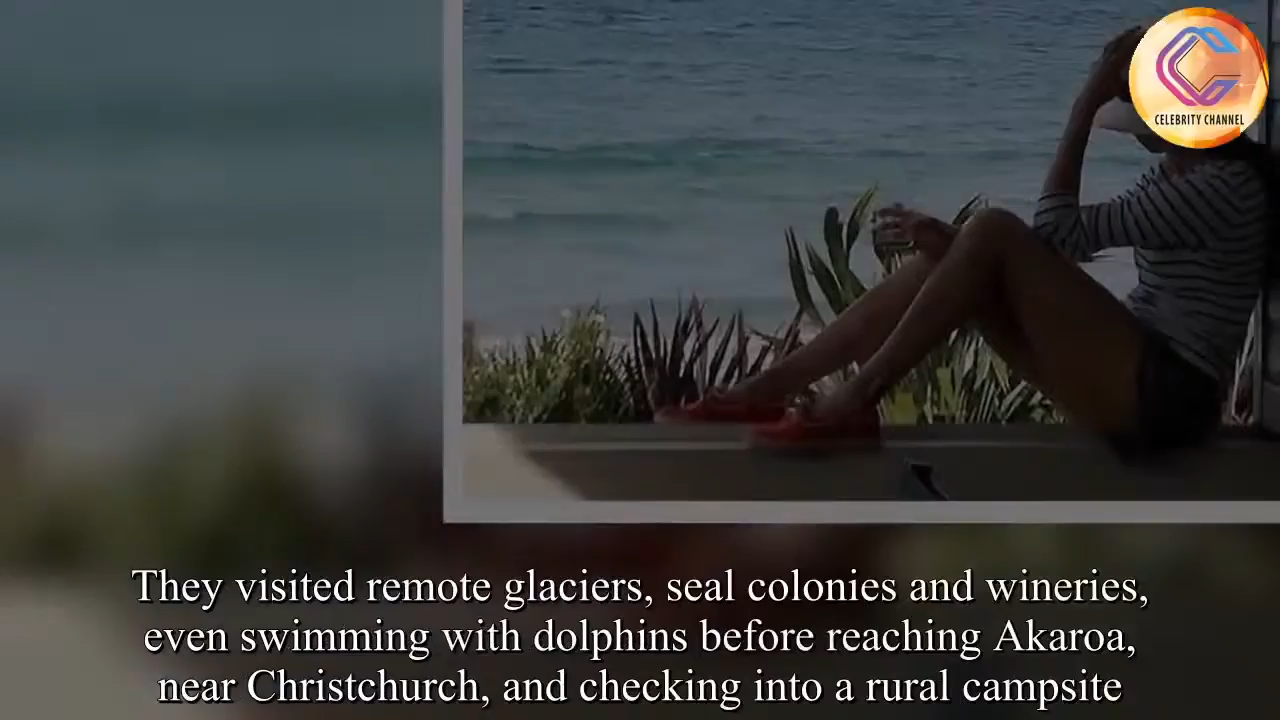 CELEBRITY CHANNEL
They visited remote glaciers, seal colonies and wineries,
even swimming with dolphins before reaching Akaroa,
near Christchurch, and checking into a rural campsite